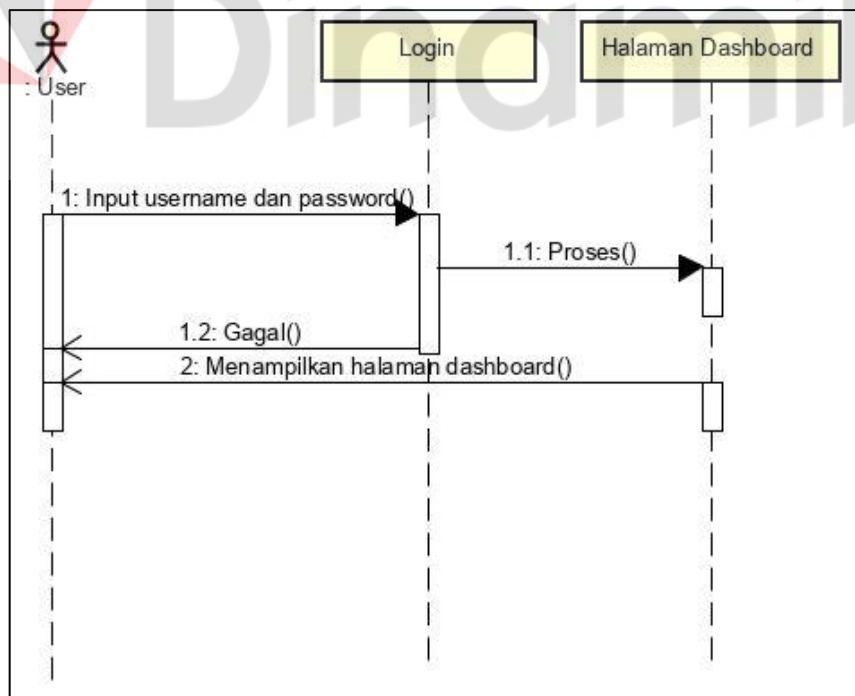 Dinamik
: User
Login
Halaman Dashboard
1: Input username dan password()
1.1: Proses()
1.2: Gagal()
2: Menampilkan halaman dashboard()